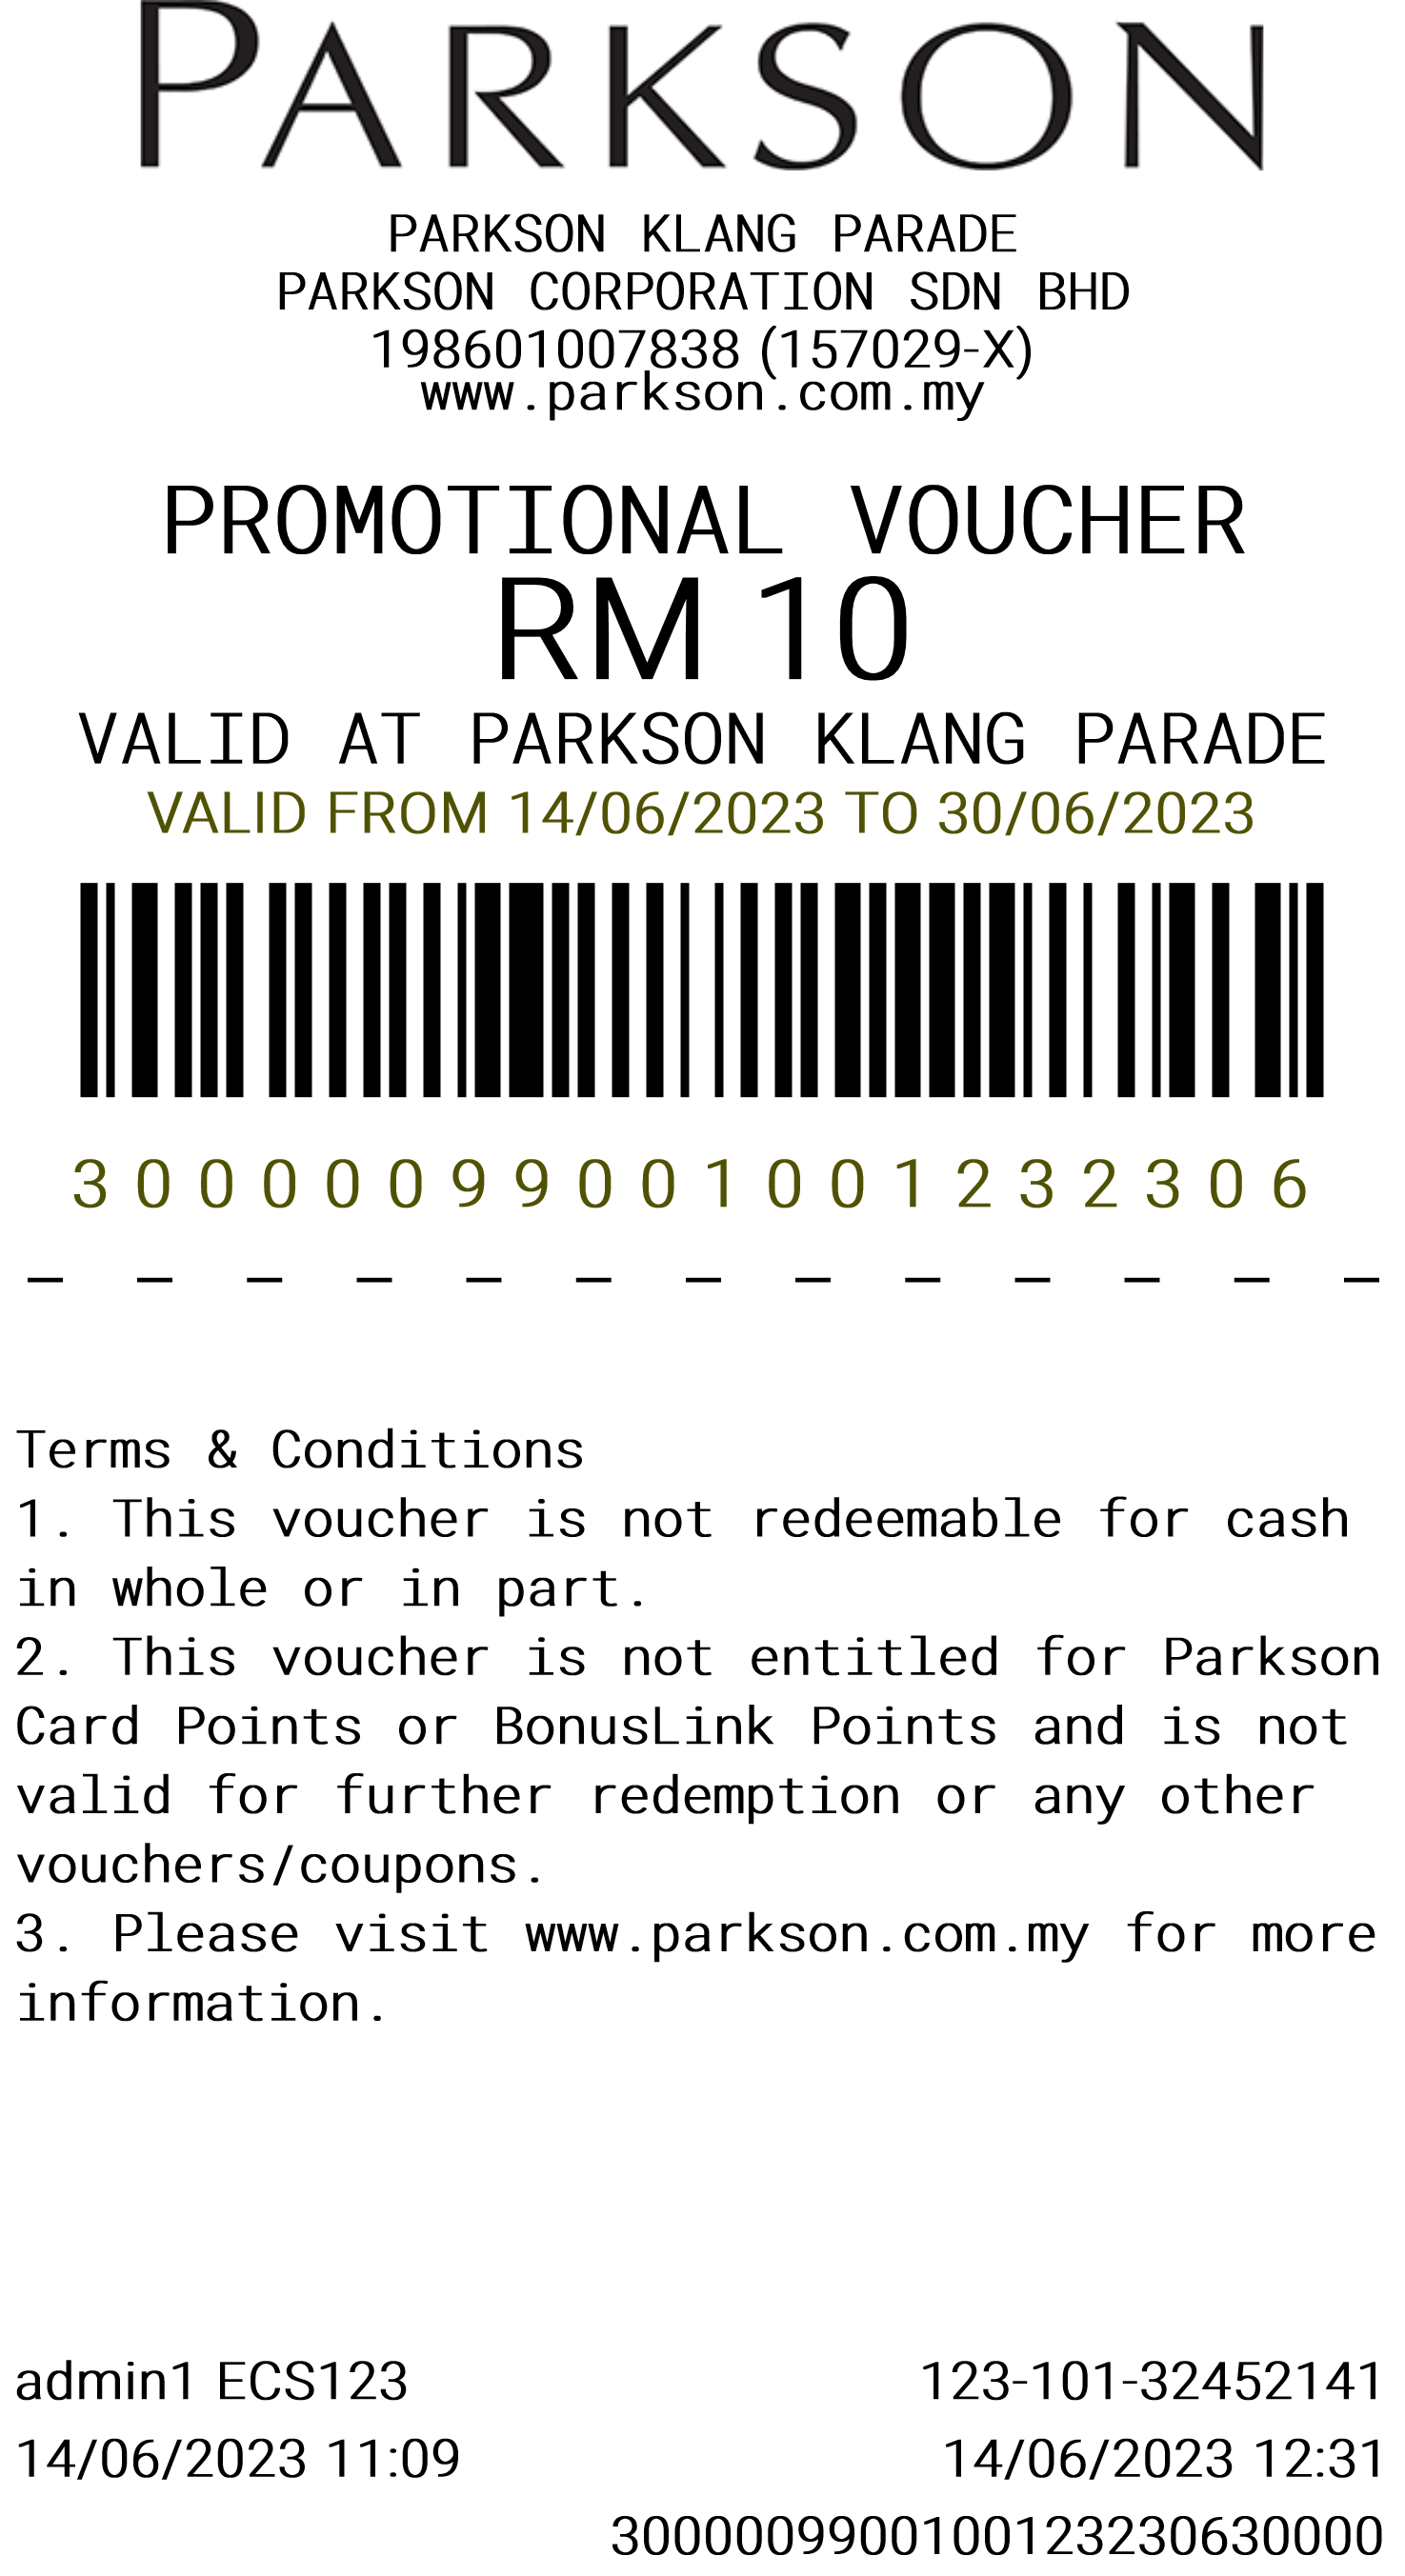 PARKSON
PARKSON KLANG PARADE
PARKSON CORPORATION SDN BHD
198601007838 (157029-X)
www.parkson.com.my
PROMOTIONAL VOUCHER
RM 10
VALID AT PARKSON KLANG PARADE
VALID FROM 14/06/2023 TO 30/06/2023
3 0 0 0 0 0 9 9 0 0 1 0 0 1 2 3 2 3 0 6
- - - - - - - - - - - - -
Terms & Conditions
1. This voucher is not redeemable for cash
in whole or in part.
2. This voucher is not entitled for Parkson
Card Points or BonusLink Points and is not
valid for further redemption or any other
vouchers/coupons.
3. Please visit www.parkson.com.my for more
information.
admin1 ECS123 123-101-32452141
14/06/2023 11:09 14/06/2023 12:31
3000009900100123230630000